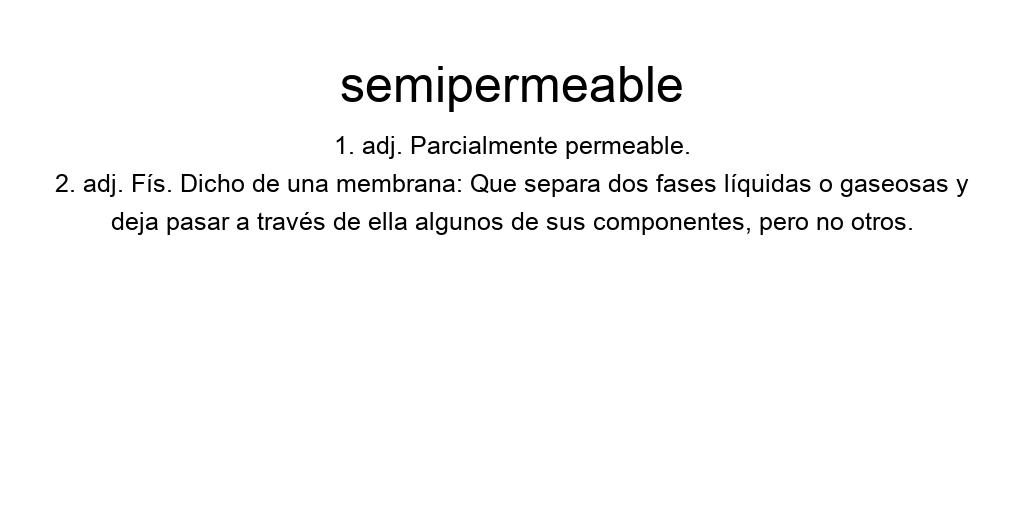 semipermeable
1. adj. Parcialmente permeable.
2. adj. Fís. Dicho de una membrana: Que separa dos fases líquidas o gaseosas y
deja pasar a través de ella algunos de sus componentes, pero no otros.